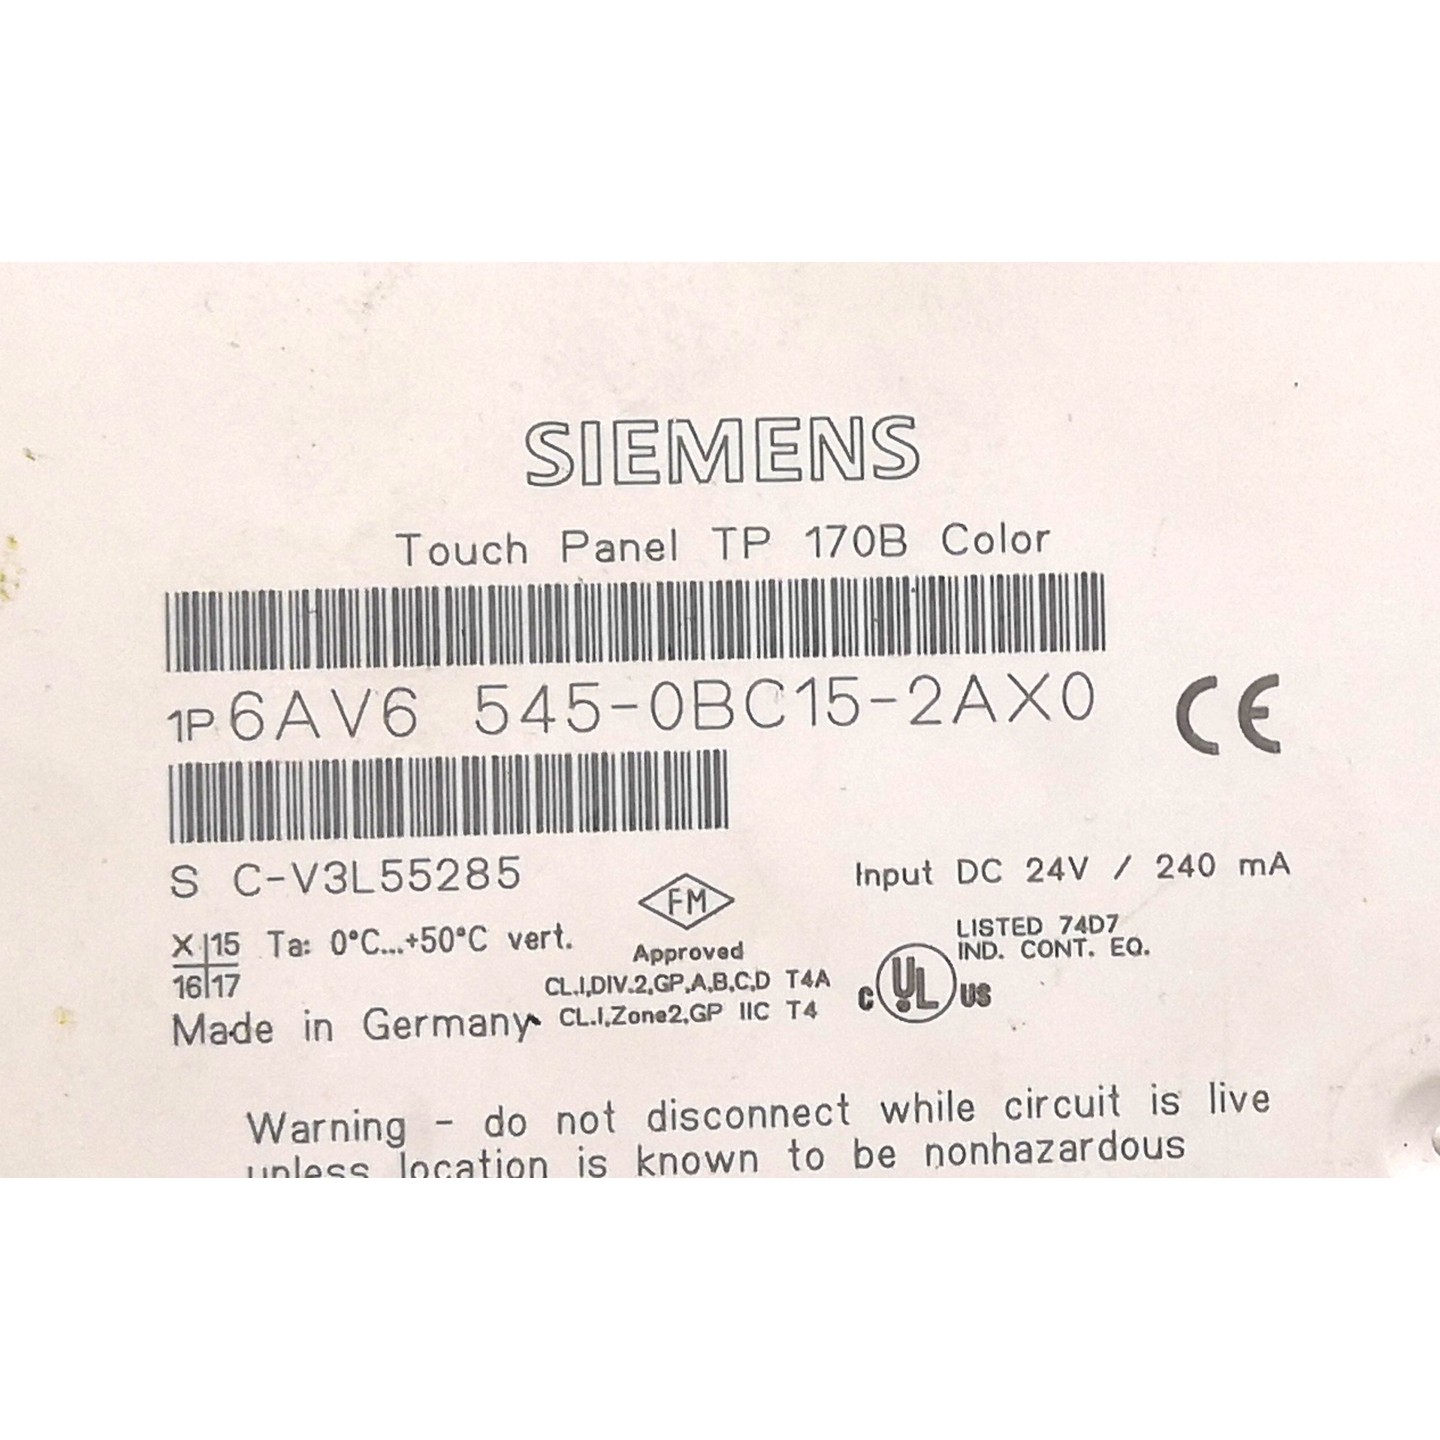 SIEMENS
Touch Panel TP 170B Color
1P 6AV6 545-0BC15-2AX0
CE
S C-V3L55285
Input DC 24V / 240 mA
FM
Approved
X 15
16 17
Ta: 0°C...+50°C vert.
CL.I,DIV.2,GP.A,B,C,D T4A
CL.I,Zone2,GP IIC T4
LISTED 74D7
IND. CONT. EQ.
C UL US
Made in Germany
Warning - do not disconnect while circuit is live
unless location is known to be nonhazardous